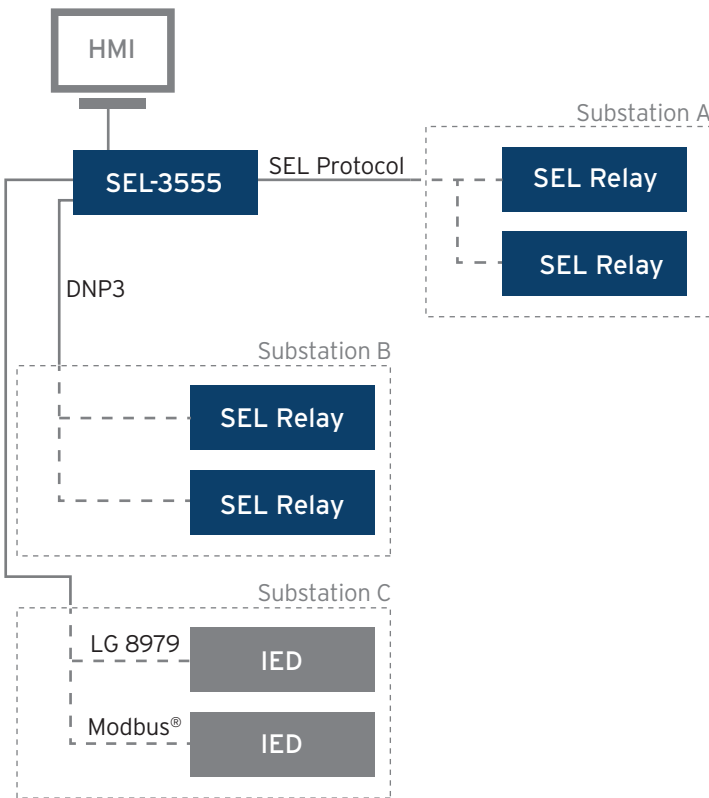 HMI
Substation A
SEL-3555
SEL Protocol
SEL Relay
SEL Relay
DNP3
Substation B
SEL Relay
SEL Relay
Substation C
LG 8979
IED
Modbus®
IED